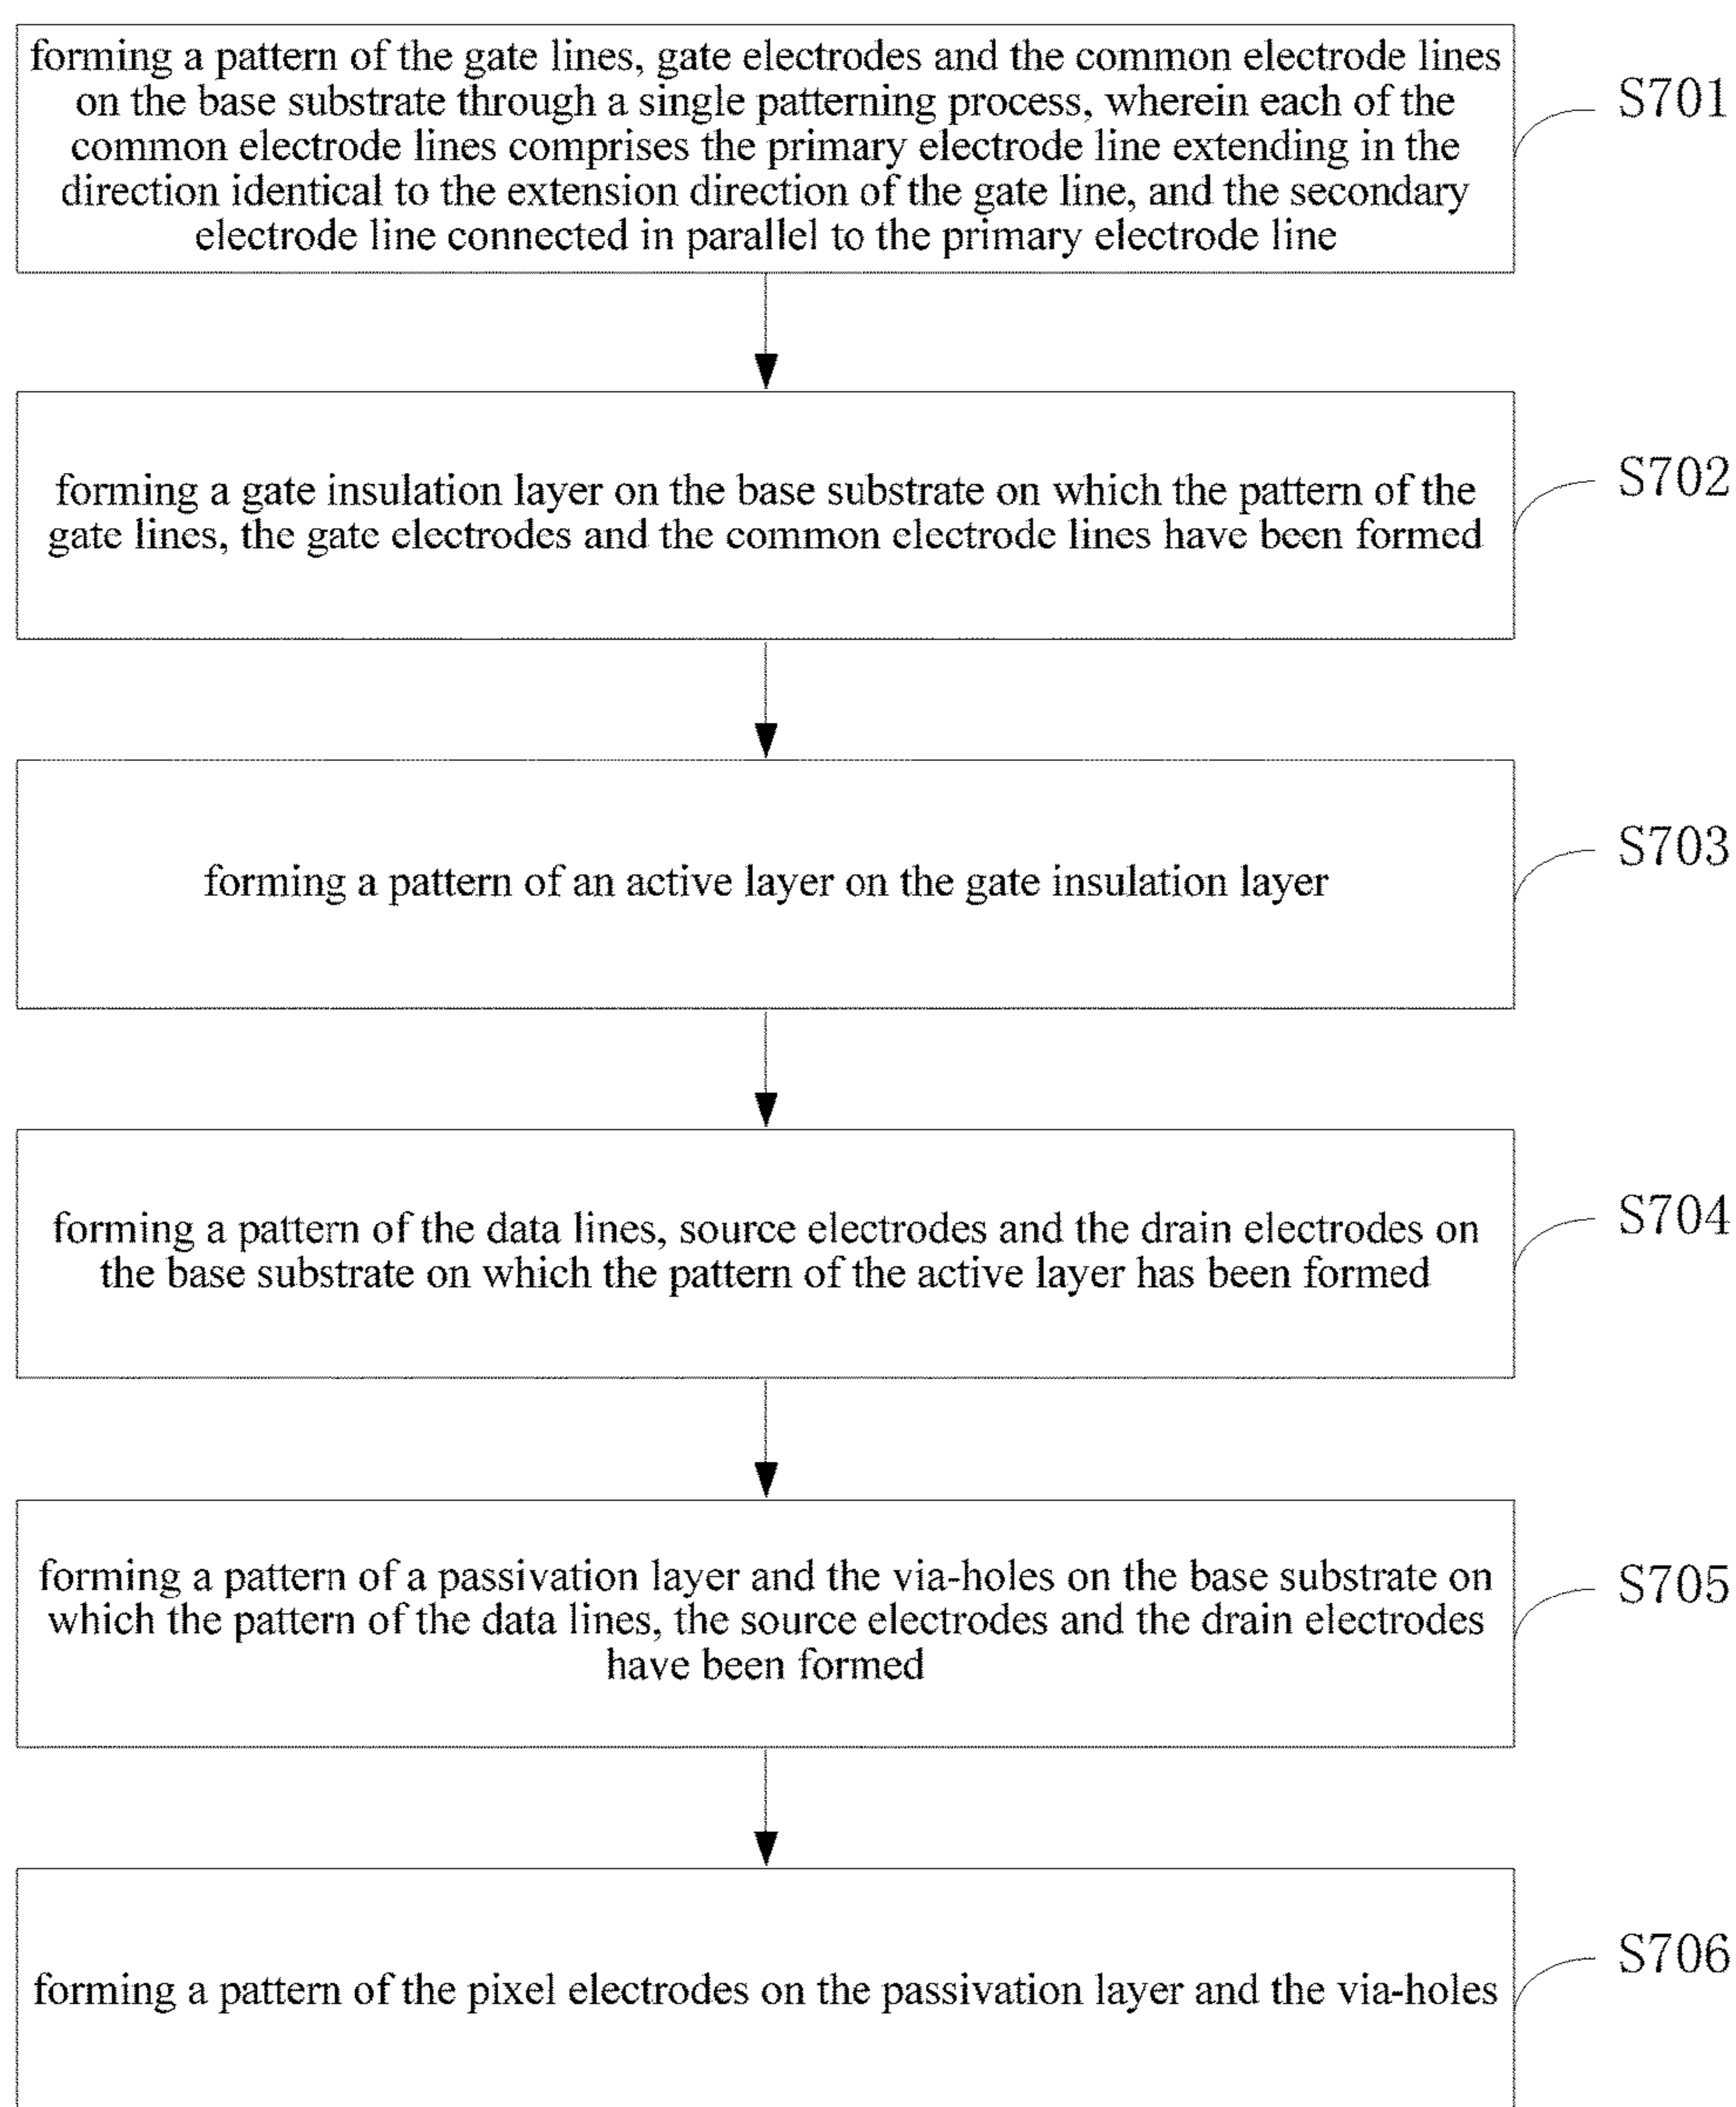 forming a pattern of the gate lines, gate electrodes and the common electrode lines
on the base substrate through a single patterning process, wherein each of the
common electrode lines comprises the primary electrode line extending in the
direction identical to the extension direction of the gate line, and the secondary
electrode line connected in parallel to the primary electrode line
S701
forming a gate insulation layer on the base substrate on which the pattern of the
gate lines, the gate electrodes and the common electrode lines have been formed
S702
forming a pattern of an active layer on the gate insulation layer
S703
forming a pattern of the data lines, source electrodes and the drain electrodes on
the base substrate on which the pattern of the active layer has been formed
S704
forming a pattern of a passivation layer and the via-holes on the base substrate on
which the pattern of the data lines, the source electrodes and the drain electrodes
have been formed
S705
forming a pattern of the pixel electrodes on the passivation layer and the via-holes
S706